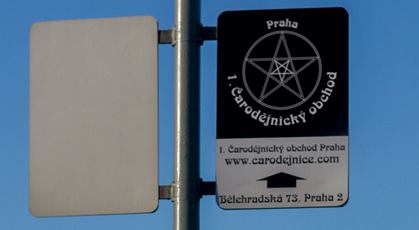 Praha
1. Čarodějnický obchod
1. Čarodějnický obchod Praha
www.carodejnice.com
Bělehradská 73. Praha 2